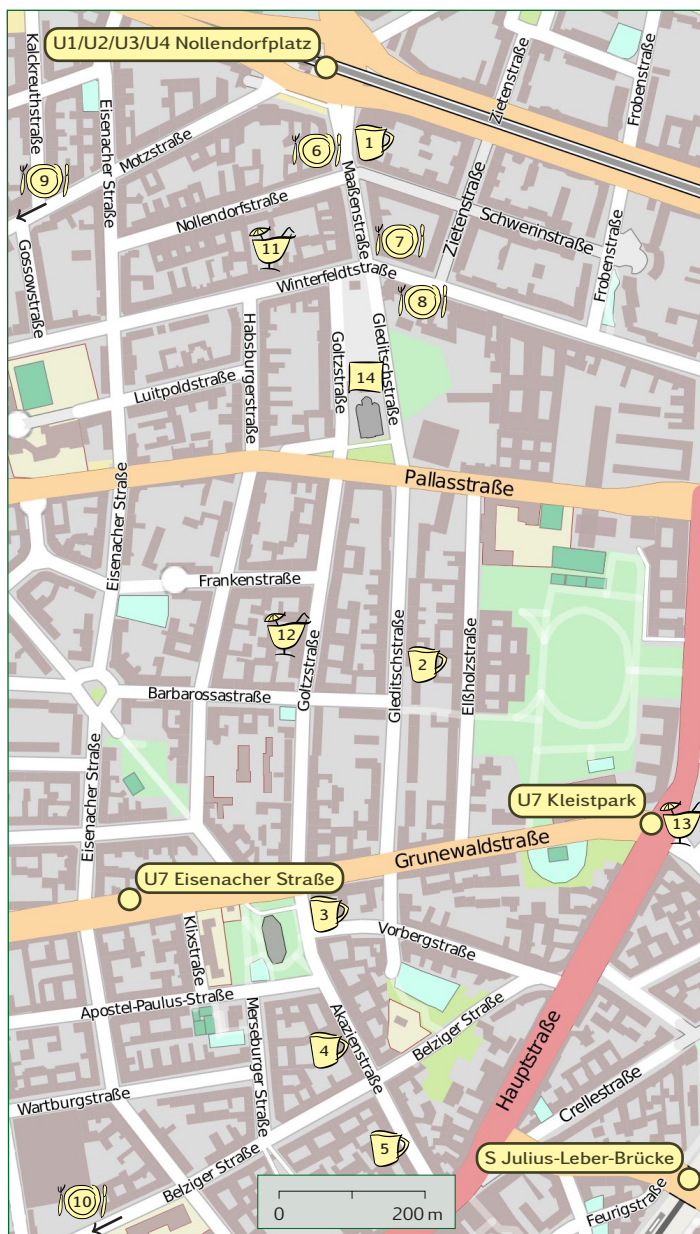 U1/U2/U3/U4 Nollendorfplatz
Kalckreuthstraße
Eisenacher Straße
Motzstraße
Zietenstraße
Frobenstraße
6
1
9
Maaßenstraße
Nollendorfstraße
Zietenstraße
Schwerinstraße
Frobenstraße
7
11
Gossowstraße
Winterfeldtstraße
8
Habsburgerstraße
Goltzstraße
Gleditschstraße
Luitpoldstraße
14
Pallasstraße
Eisenacher Straße
Frankenstraße
12
Goltzstraße
Gleditschstraße
2
Elßholzstraße
Barbarossastraße
Eisenacher Straße
U7 Kleistpark
13
Grunewaldstraße
U7 Eisenacher Straße
3
Klixstraße
Vorbergstraße
Apostel-Paulus-Straße
Merseburger Straße
Akazienstraße
4
Belziger Straße
Hauptstraße
Wartburgstraße
Crellestraße
5
S Julius-Leber-Brücke
Belziger Straße
10
Feurigstraße
0
200 m